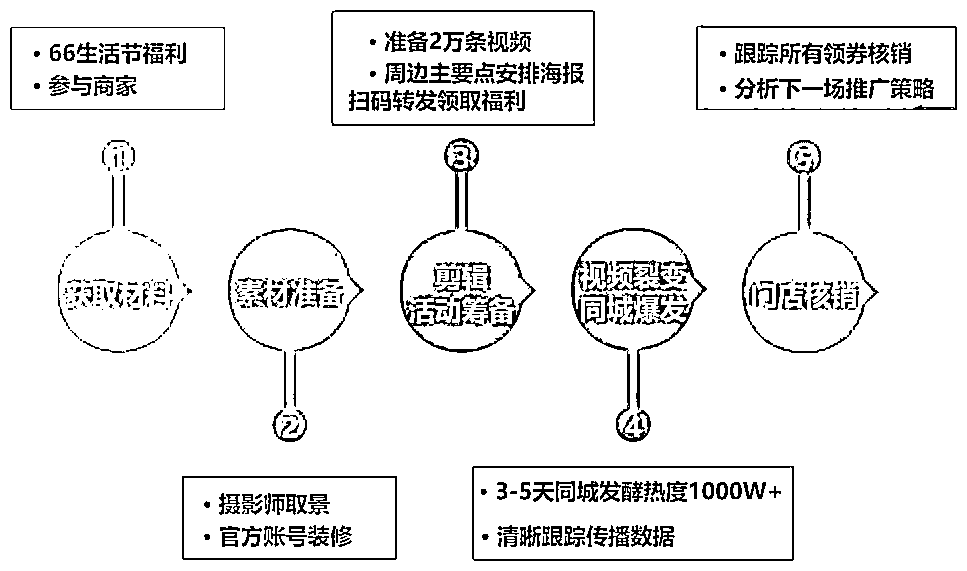 • 66生活节福利
• 参与商家
①
获取材料
素材准备
②
• 摄影师取景
• 官方账号装修
• 准备2万条视频
• 周边主要点安排海报
扫码转发领取福利
③
剪辑
活动筹备
视频裂变
同城爆发
④
• 3-5天同城发酵热度1000W+
• 清晰跟踪传播数据
• 跟踪所有领券核销
• 分析下一场推广策略
⑤
门店核销